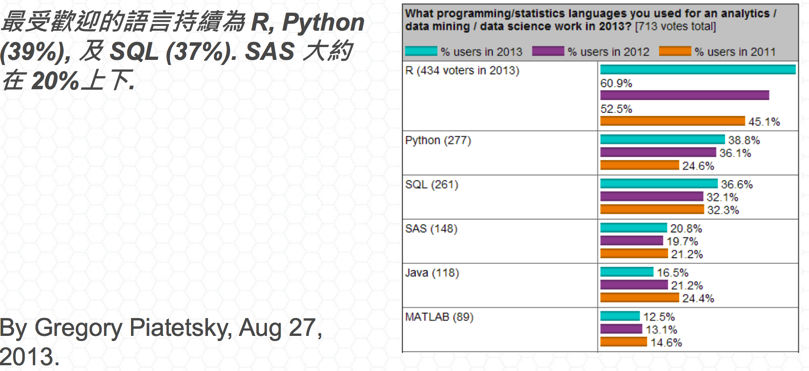 最受歡迎的語言持續為 R, Python
(39%), 及 SQL (37%). SAS 大約
在 20%上下.
By Gregory Piatetsky, Aug 27,
2013.
What programming/statistics languages you used for an analytics /
data mining / data science work in 2013? [713 votes total]
% users in 2013 % users in 2012 % users in 2011
R (434 voters in 2013)
60.9%
52.5%
45.1%
Python (277)
38.8%
36.1%
24.6%
SQL (261)
36.6%
32.1%
32.3%
SAS (148)
20.8%
19.7%
21.2%
Java (118)
16.5%
21.2%
24.4%
MATLAB (89)
12.5%
13.1%
14.6%